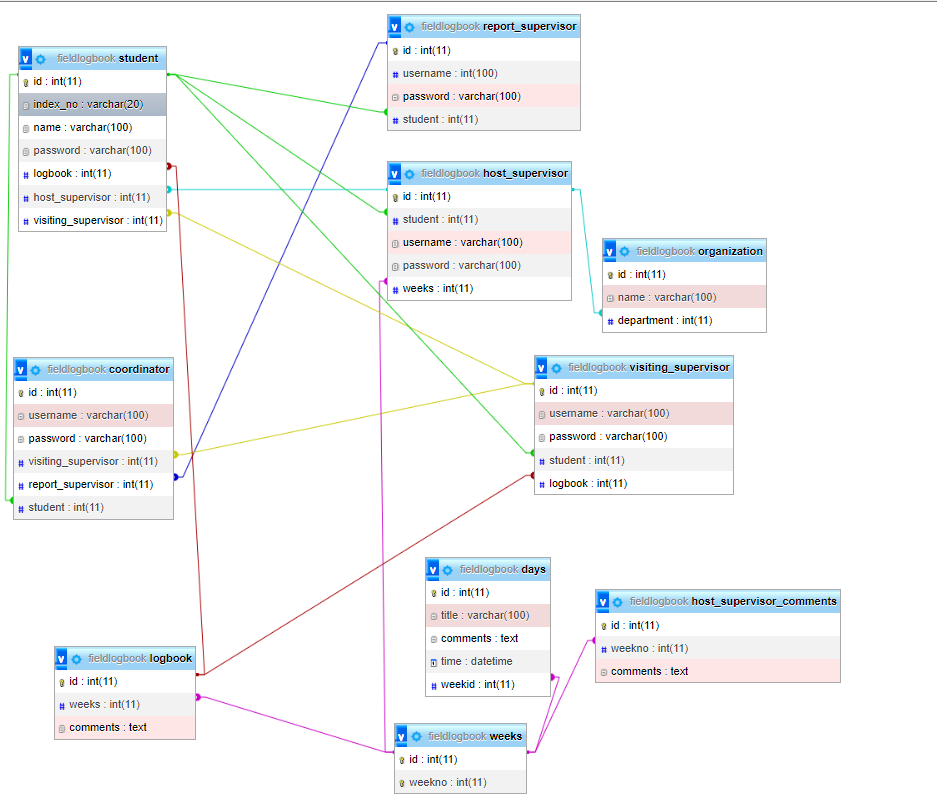 fieldlogbook report_supervisor
id : int(11)
username : int(100)
password : varchar(100)
student : int(11)
fieldlogbook student
id : int(11)
index_no : varchar(20)
name : varchar(100)
password : varchar(100)
logbook : int(11)
host_supervisor : int(11)
visiting_supervisor : int(11)
fieldlogbook host_supervisor
id : int(11)
student : int(11)
username : varchar(100)
password : varchar(100)
weeks : int(11)
fieldlogbook organization
id : int(11)
name : varchar(100)
department : int(11)
fieldlogbook coordinator
id : int(11)
username : varchar(100)
password : varchar(100)
visiting_supervisor : int(11)
report_supervisor : int(11)
student : int(11)
fieldlogbook visiting_supervisor
id : int(11)
username : varchar(100)
password : varchar(100)
student : int(11)
logbook : int(11)
fieldlogbook days
id : int(11)
title : varchar(100)
comments : text
time : datetime
weekid : int(11)
fieldlogbook host_supervisor_comments
id : int(11)
weekno : int(11)
comments : text
fieldlogbook logbook
id : int(11)
weeks : int(11)
comments : text
fieldlogbook weeks
id : int(11)
weekno : int(11)